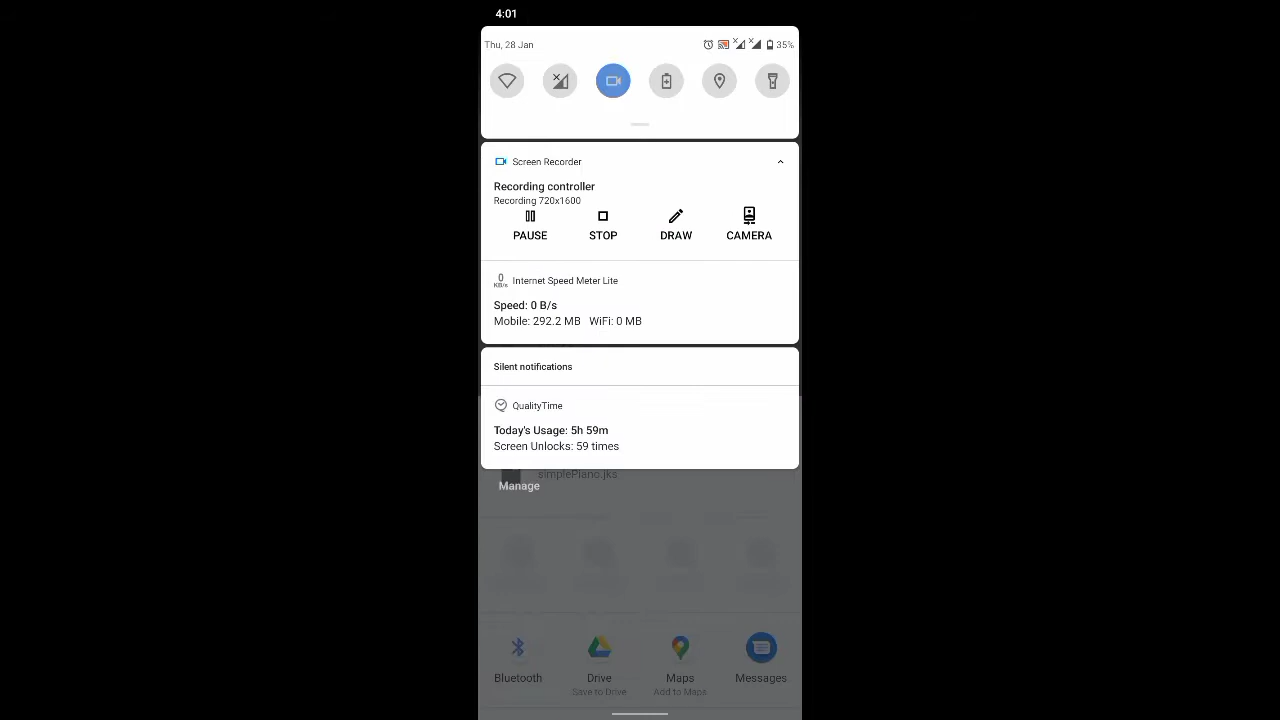 4:01
Thu, 28 Jan
35%
Screen Recorder
Recording controller
Recording 720x1600
PAUSE STOP DRAW CAMERA
0
KB/s
Internet Speed Meter Lite
Speed: 0 B/s
Mobile: 292.2 MB WiFi: 0 MB
Silent notifications
QualityTime
Today's Usage: 5h 59m
Screen Unlocks: 59 times
simplePiano.jks
Manage
Bluetooth Drive Maps Messages
Save to Drive Add to Maps